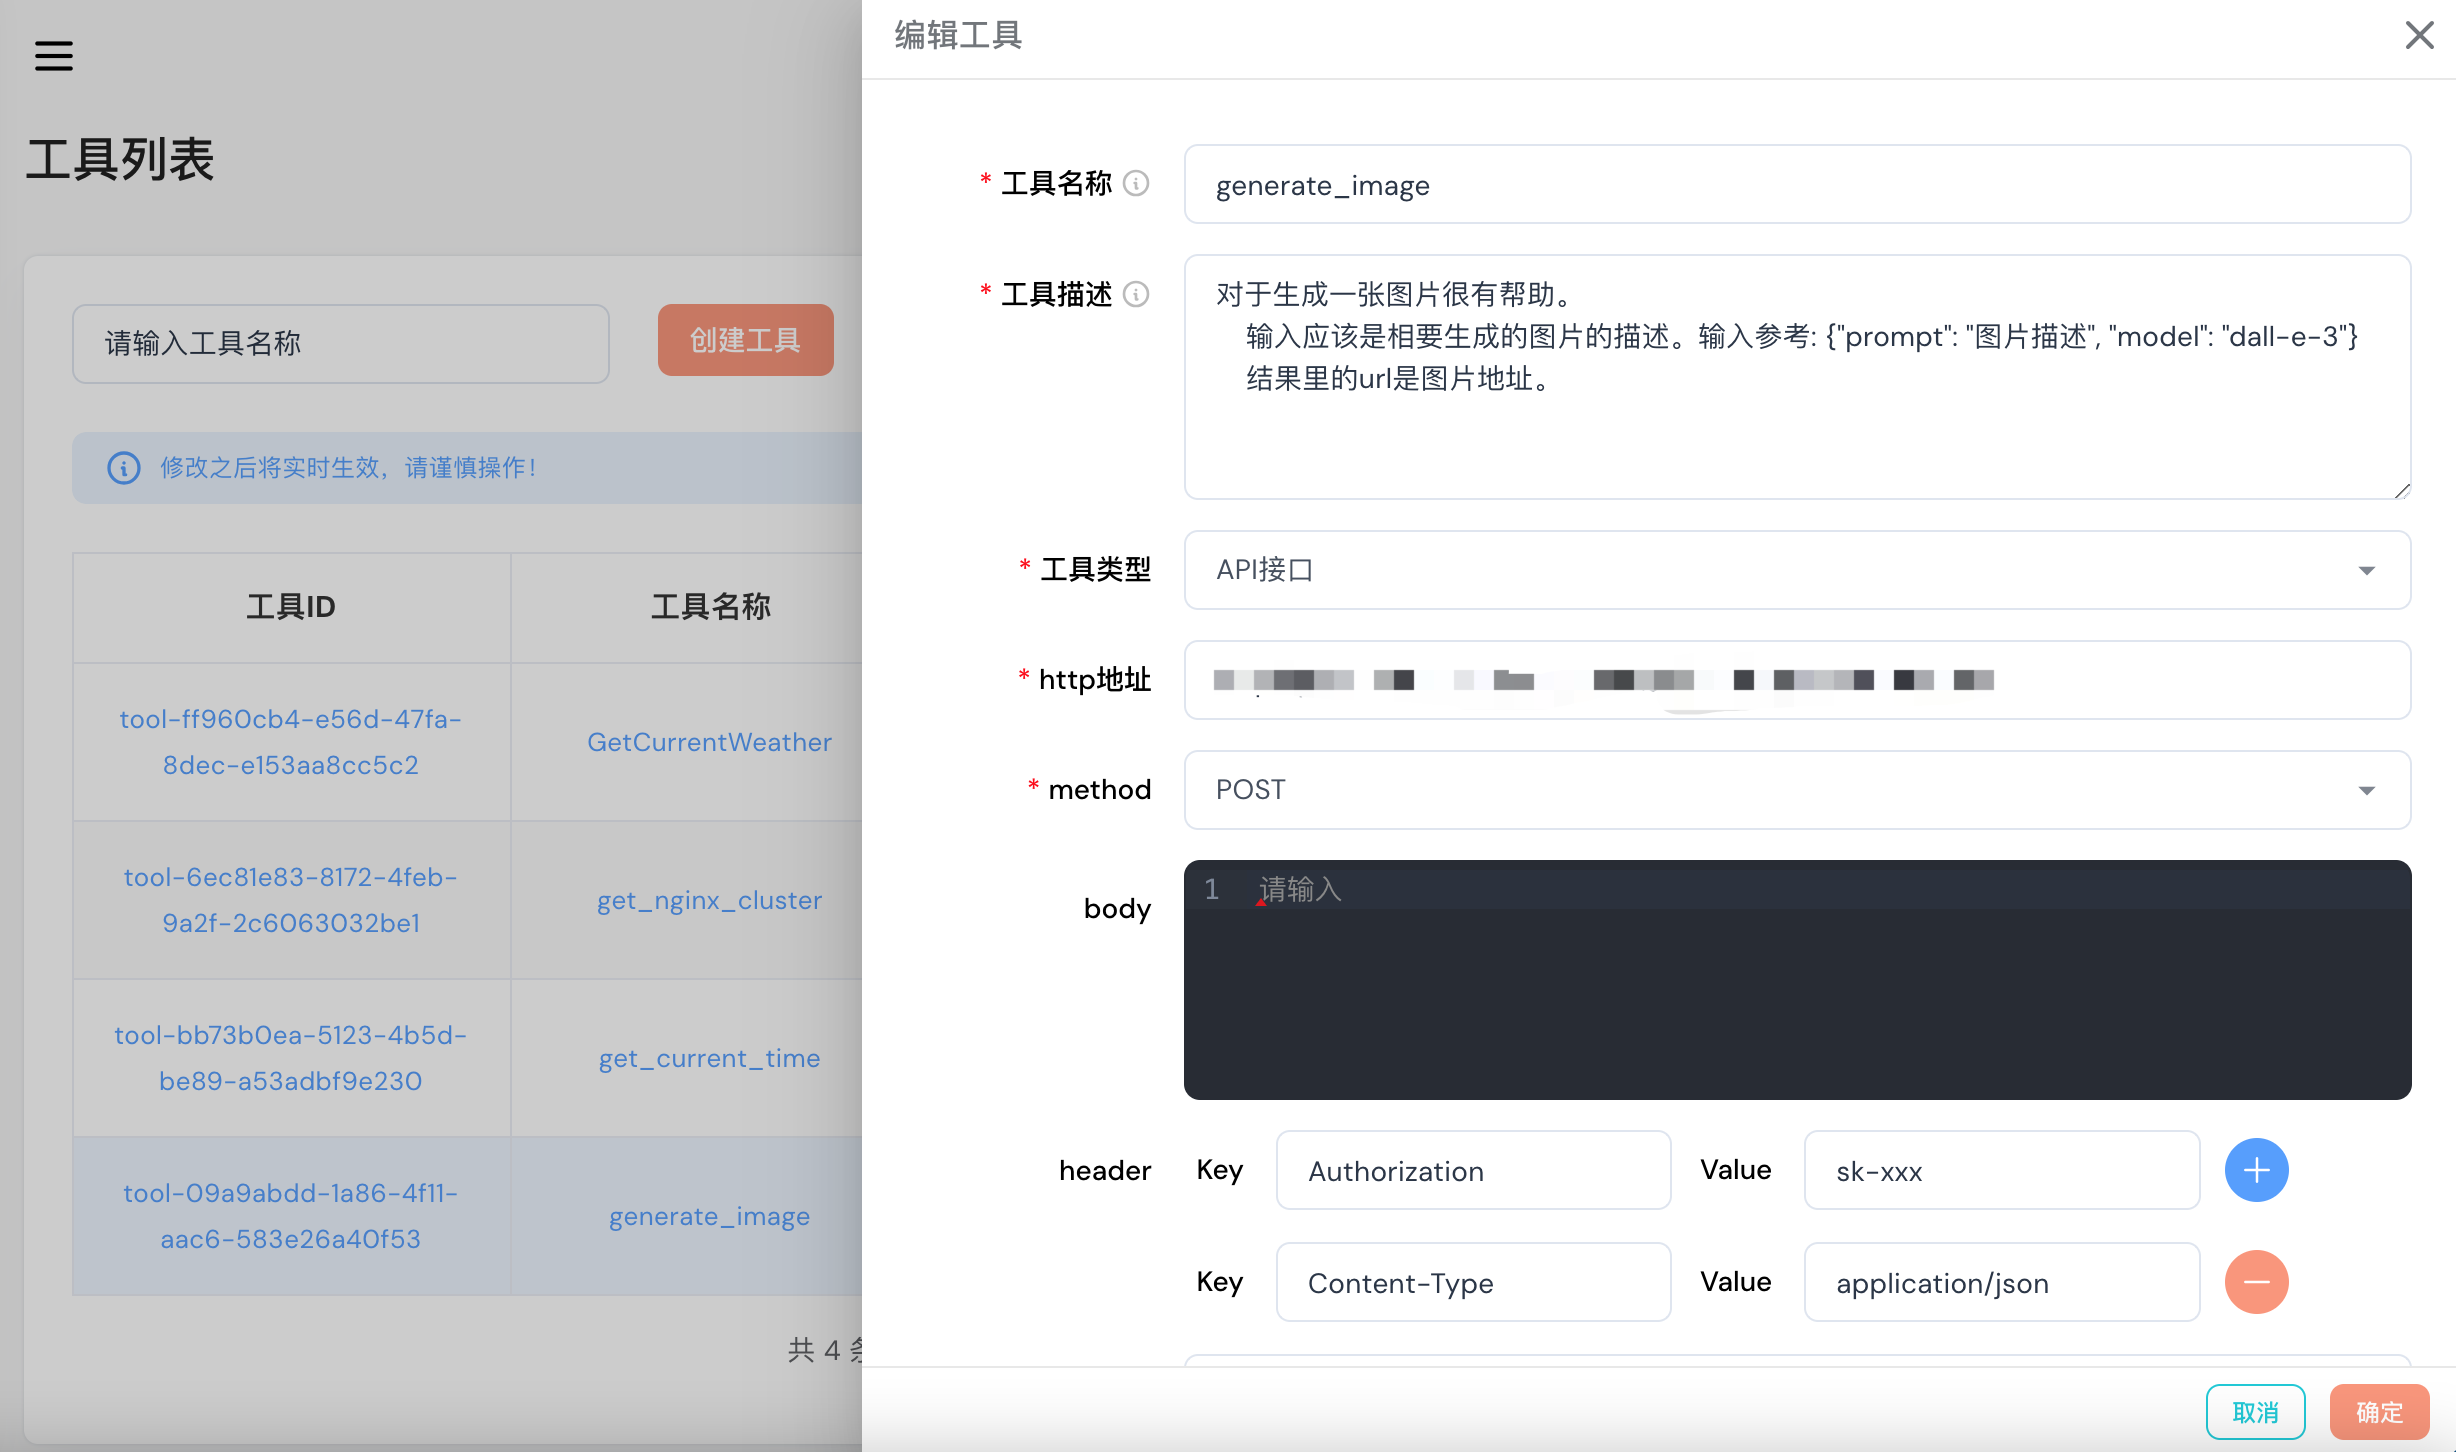 工具列表
请输入工具名称
创建工具
修改之后将实时生效，请谨慎操作！
工具ID 工具名称
tool-ff960cb4-e56d-47fa-
8dec-e153aa8cc5c2
GetCurrentWeather
tool-6ec81e83-8172-4feb-
9a2f-2c6063032be1
get_nginx_cluster
tool-bb73b0ea-5123-4b5d-
be89-a53adbf9e230
get_current_time
tool-09a9abdd-1a86-4f11-
aac6-583e26a40f53
generate_image
共 4
编辑工具
* 工具名称
generate_image
* 工具描述
对于生成一张图片很有帮助。
输入应该是相要生成的图片的描述。输入参考: {"prompt": "图片描述", "model": "dall-e-3"}
结果里的url是图片地址。
* 工具类型
API接口
* http地址
* method
POST
body
1 请输入
header Key Authorization Value sk-xxx
Key Content-Type Value application/json
取消 确定